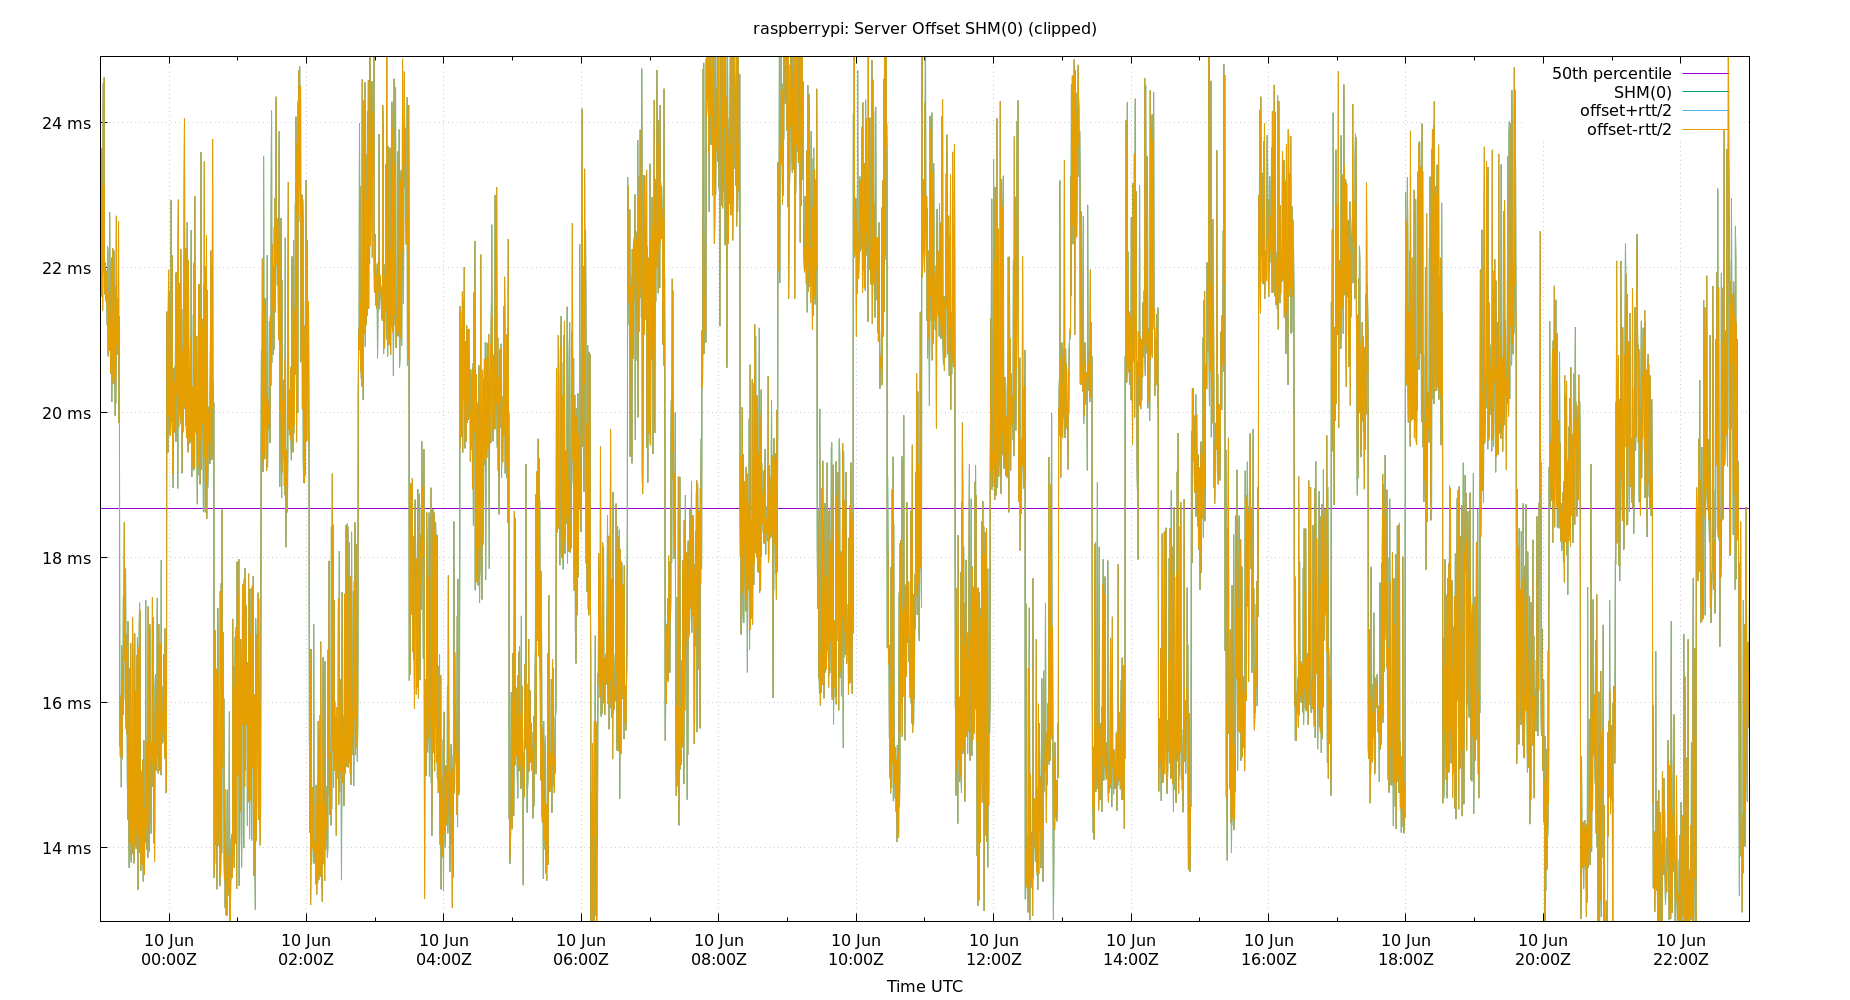 raspberrypi: Server Offset SHM(0) (clipped)
50th percentile
SHM(0)
offset+rtt/2
offset-rtt/2
24 ms
22 ms
20 ms
18 ms
16 ms
14 ms
10 Jun 10 Jun 10 Jun 10 Jun 10 Jun 10 Jun 10 Jun 10 Jun 10 Jun 10 Jun 10 Jun 10 Jun
00:00Z 02:00Z 04:00Z 06:00Z 08:00Z 10:00Z 12:00Z 14:00Z 16:00Z 18:00Z 20:00Z 22:00Z
Time UTC